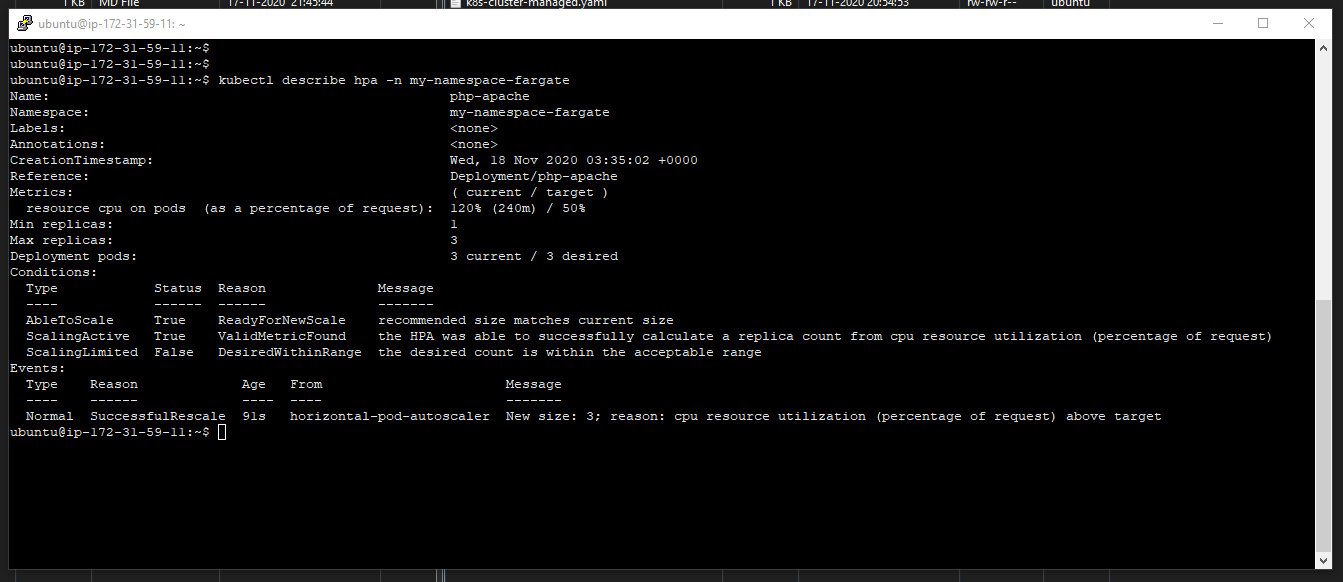 1 KB MD File 17-11-2020 21:45:44 k8s-cluster-managed.yaml 1 KB 17-11-2020 20:54:53 rw-rw-r-- ubuntu
ubuntu@ip-172-31-59-11: ~
ubuntu@ip-172-31-59-11:~$
ubuntu@ip-172-31-59-11:~$
ubuntu@ip-172-31-59-11:~$ kubectl describe hpa -n my-namespace-fargate
Name: php-apache
Namespace: my-namespace-fargate
Labels: <none>
Annotations: <none>
CreationTimestamp: Wed, 18 Nov 2020 03:35:02 +0000
Reference: Deployment/php-apache
Metrics: ( current / target )
resource cpu on pods (as a percentage of request): 120% (240m) / 50%
Min replicas: 1
Max replicas: 3
Deployment pods: 3 current / 3 desired
Conditions:
Type Status Reason Message
---- ------ ------ -------
AbleToScale True ReadyForNewScale recommended size matches current size
ScalingActive True ValidMetricFound the HPA was able to successfully calculate a replica count from cpu resource utilization (percentage of request)
ScalingLimited False DesiredWithinRange the desired count is within the acceptable range
Events:
Type Reason Age From Message
---- ------ ---- ---- -------
Normal SuccessfulRescale 91s horizontal-pod-autoscaler New size: 3; reason: cpu resource utilization (percentage of request) above target
ubuntu@ip-172-31-59-11:~$